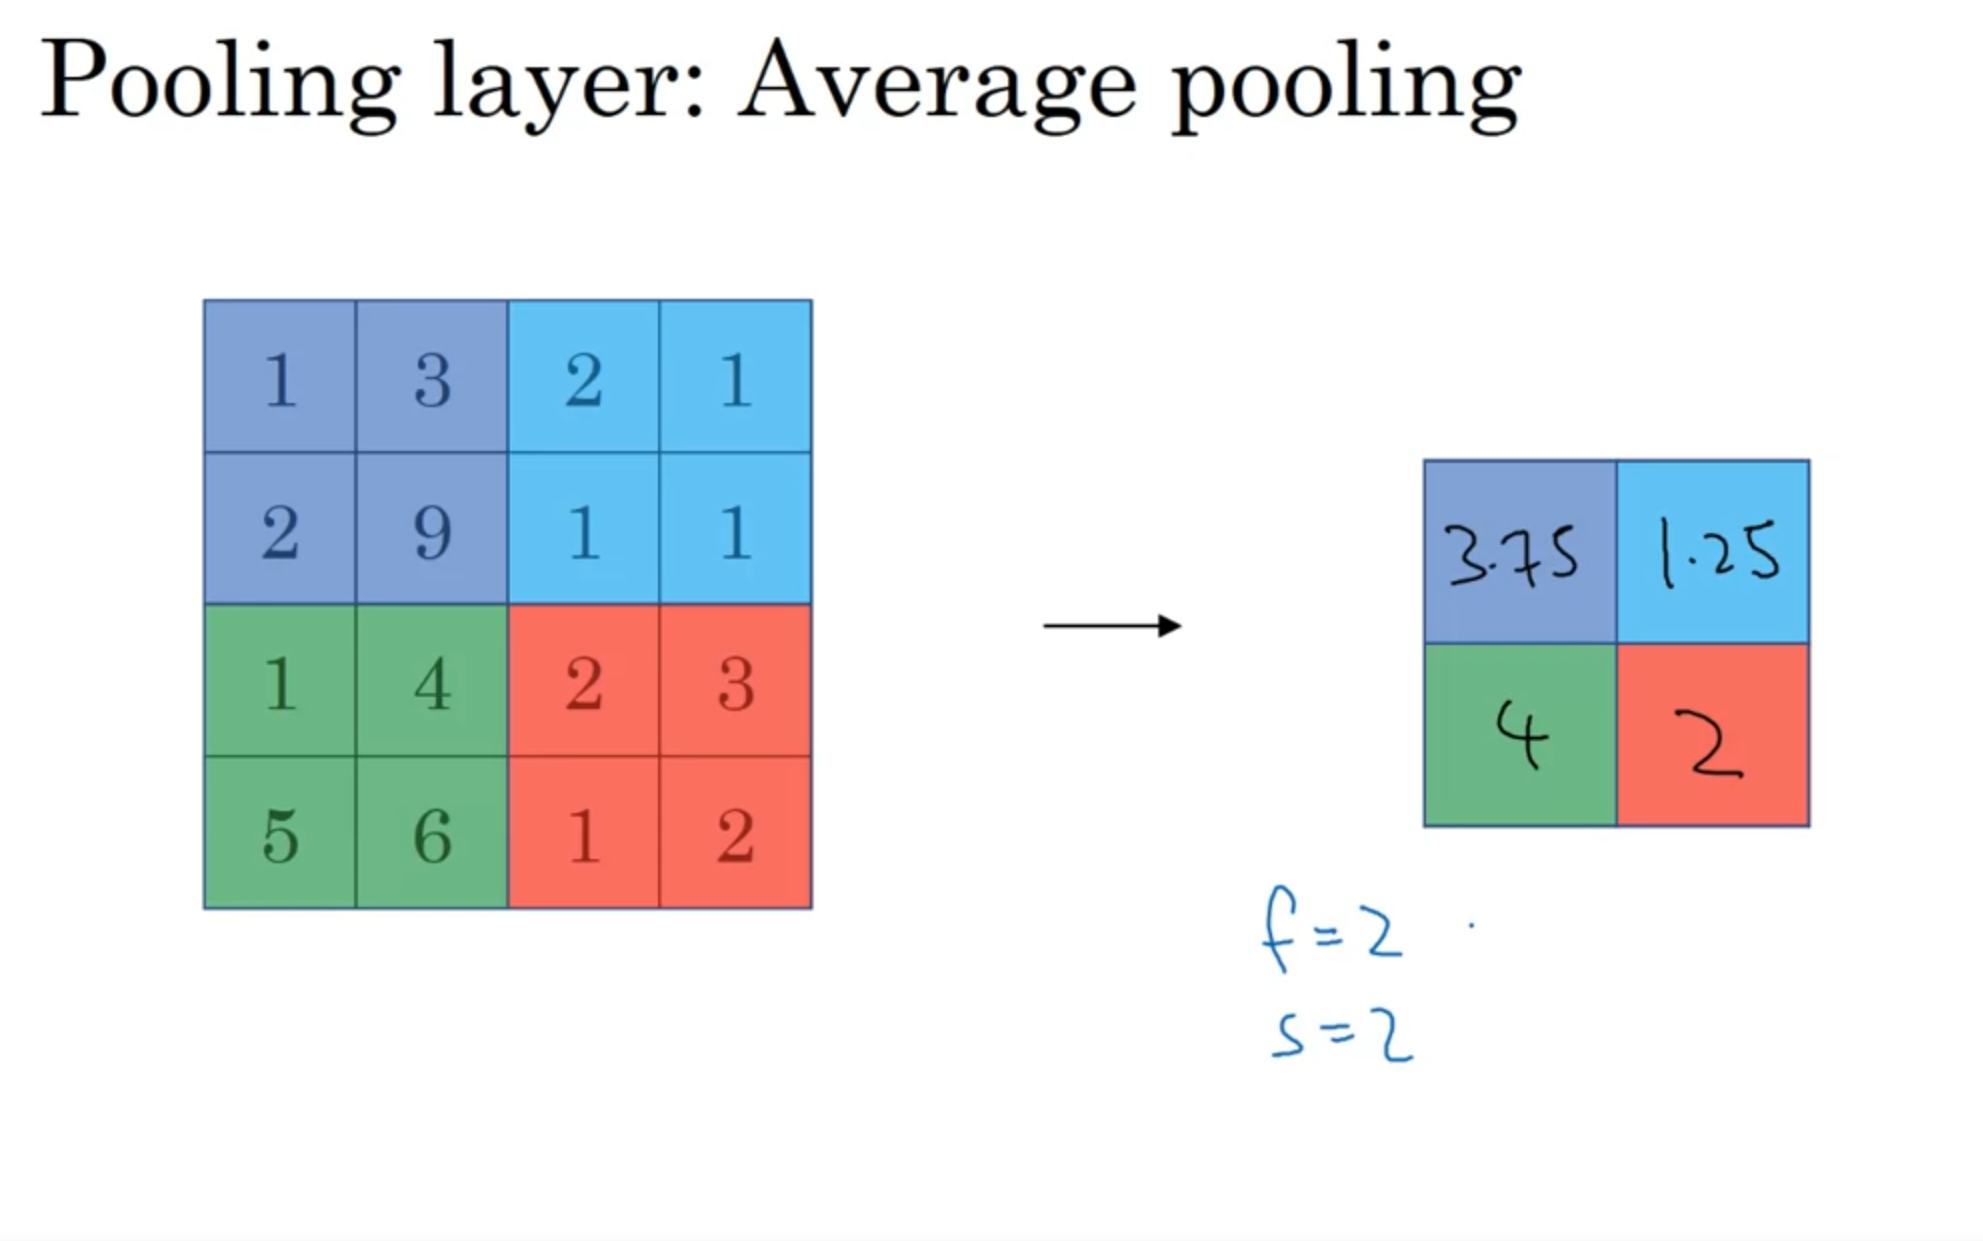 Pooling layer: Average pooling
1 3 2 1
2 9 1 1
1 4 2 3
5 6 1 2
3.75 1.25
4 2
f=2
s=2